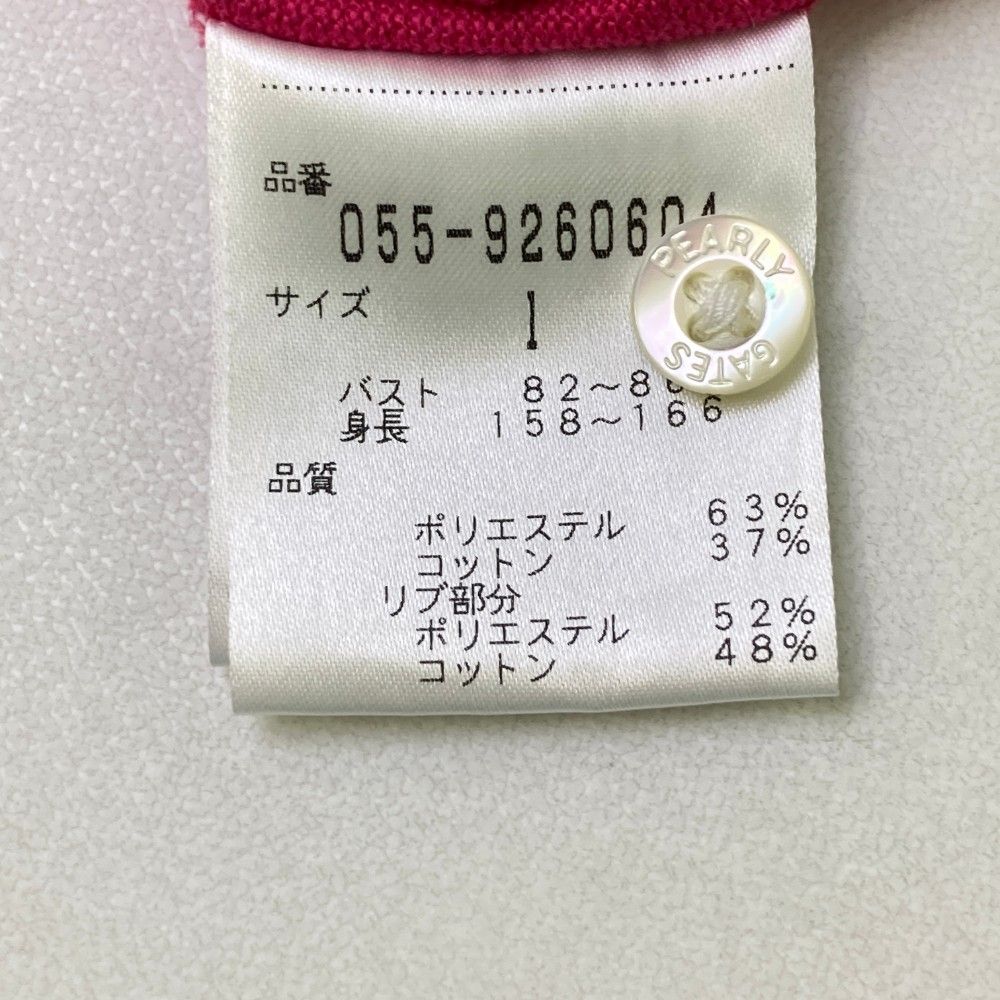 品番
055-9260604
サイズ
1
バスト 82〜86
身長 158〜166
品質
ポリエステル 63%
コットン 37%
リブ部分
ポリエステル 52%
コットン 48%
PEARLY
GATES